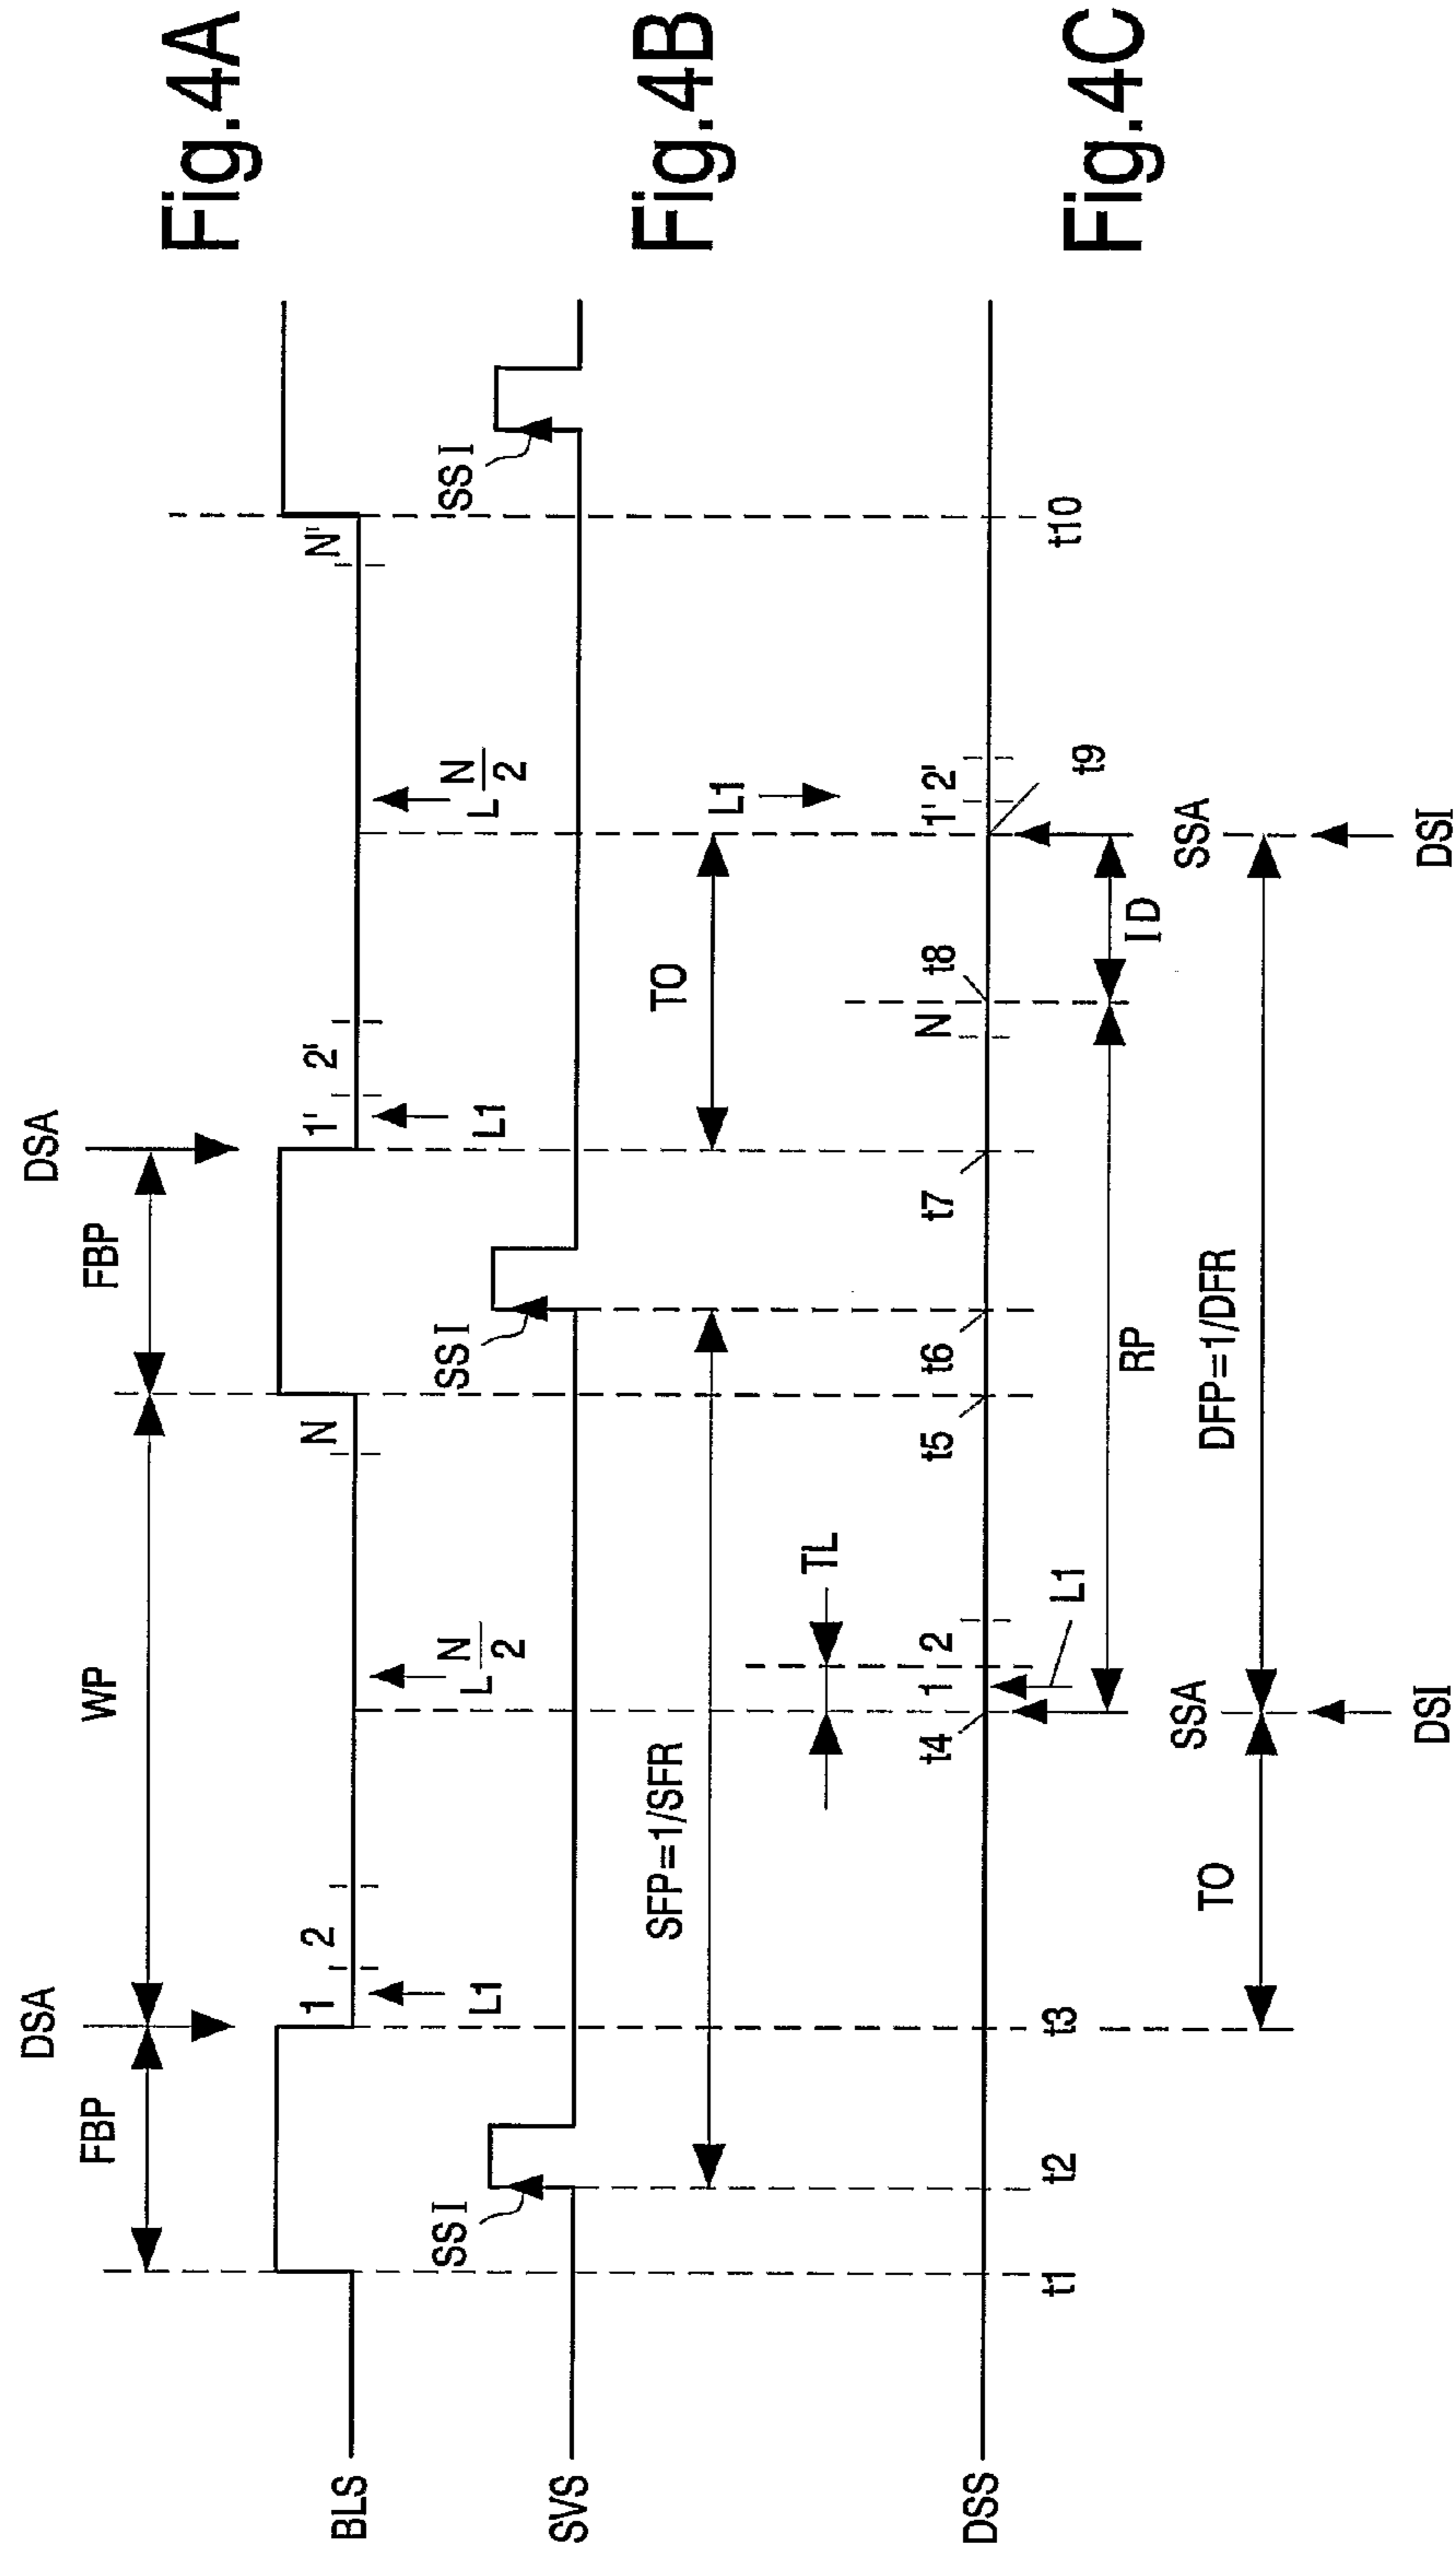 Fig.4A
FBP
DSA
WP
FBP
DSA
BLS
1
2
N
1'
2'
N'
L1
L N/2
L1
L N/2
Fig.4B
SVS
SSI
SSI
SSI
SFP=1/SFR
TO
L1
TL
Fig.4C
DSS
t4
1
2
t5
t6
t7
N
t8
1'
2'
t1
t2
t3
L1
t9
t10
RP
ID
TO
SSA
DFP=1/DFR
SSA
DSI
DSI